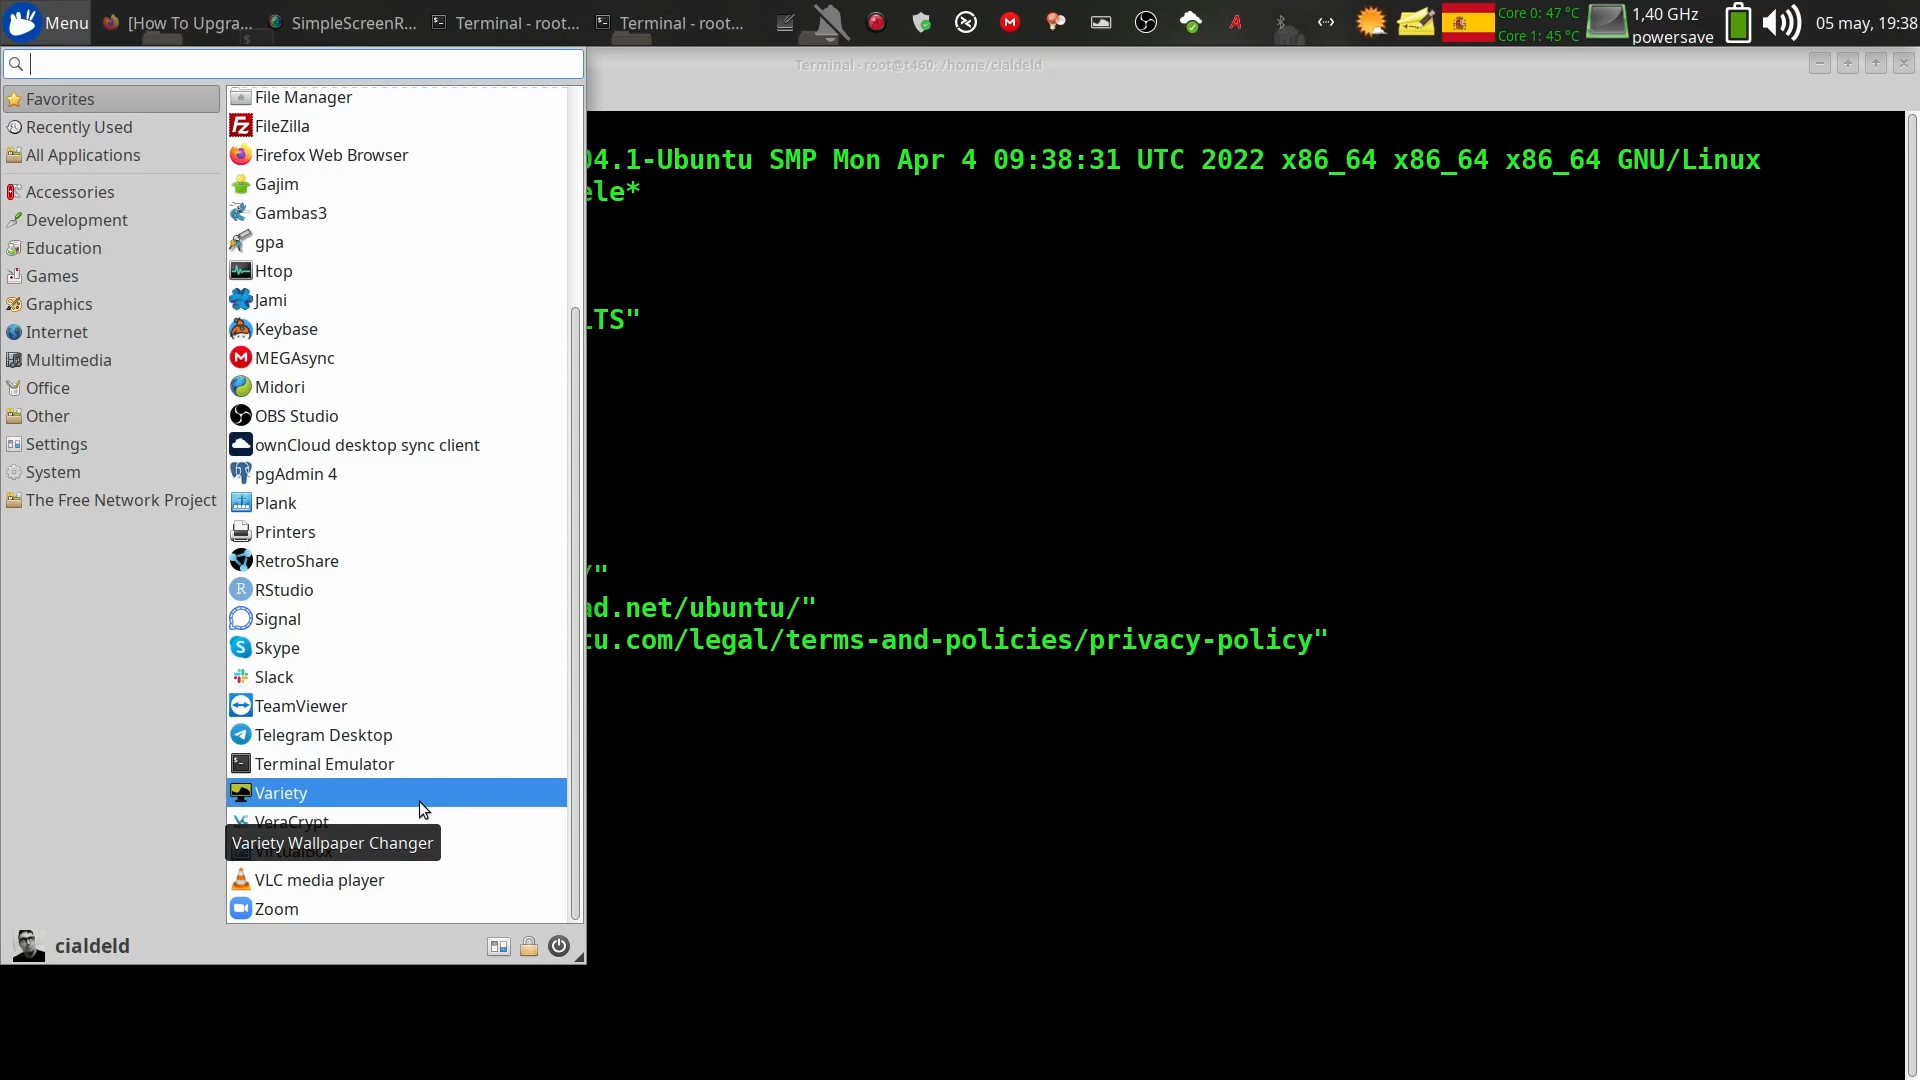 Menu
[How To Upgra...
SimpleScreenR...
Terminal - root...
Terminal - root...
Core 0: 47 °C
Core 1: 45 °C
1,40 GHz
powersave
05 may, 19:38
Terminal - root@t460: /home/cialdeld
Favorites
Recently Used
All Applications
Accessories
Development
Education
Games
Graphics
Internet
Multimedia
Office
Other
Settings
System
The Free Network Project
File Manager
FileZilla
Firefox Web Browser
Gajim
Gambas3
gpa
Htop
Jami
Keybase
MEGAsync
Midori
OBS Studio
ownCloud desktop sync client
pgAdmin 4
Plank
Printers
RetroShare
RStudio
Signal
Skype
Slack
TeamViewer
Telegram Desktop
Terminal Emulator
Variety
VeraCrypt
Variety Wallpaper Changer
VirtualBox
VLC media player
Zoom
cialdeld
04.1-Ubuntu SMP Mon Apr 4 09:38:31 UTC 2022 x86_64 x86_64 x86_64 GNU/Linux
ele*
LTS"
/"
ad.net/ubuntu/"
tu.com/legal/terms-and-policies/privacy-policy"